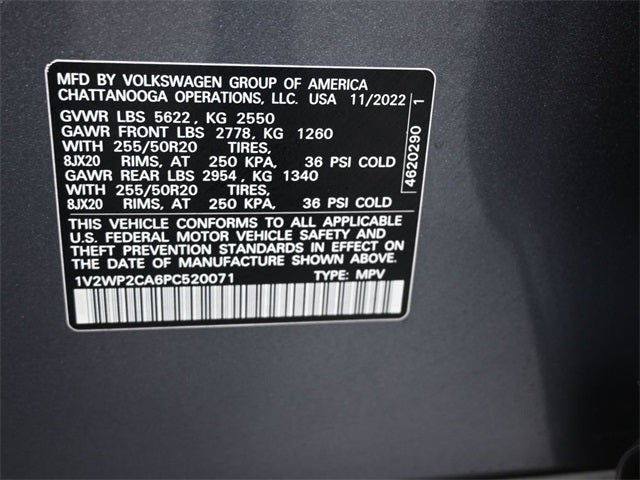 MFD BY VOLKSWAGEN GROUP OF AMERICA
CHATTANOOGA OPERATIONS, LLC. USA 11/2022
GVWR LBS 5622, KG 2550
GAWR FRONT LBS 2778, KG 1260
WITH 255/50R20 TIRES,
8JX20 RIMS, AT 250 KPA, 36 PSI COLD
GAWR REAR LBS 2954, KG 1340
WITH 255/50R20 TIRES,
8JX20 RIMS, AT 250 KPA, 36 PSI COLD
THIS VEHICLE CONFORMS TO ALL APPLICABLE
U.S. FEDERAL MOTOR VEHICLE SAFETY AND
THEFT PREVENTION STANDARDS IN EFFECT ON
THE DATE OF MANUFACTURE SHOWN ABOVE.
1V2WP2CA6PC520071 TYPE: MPV
4620290 1